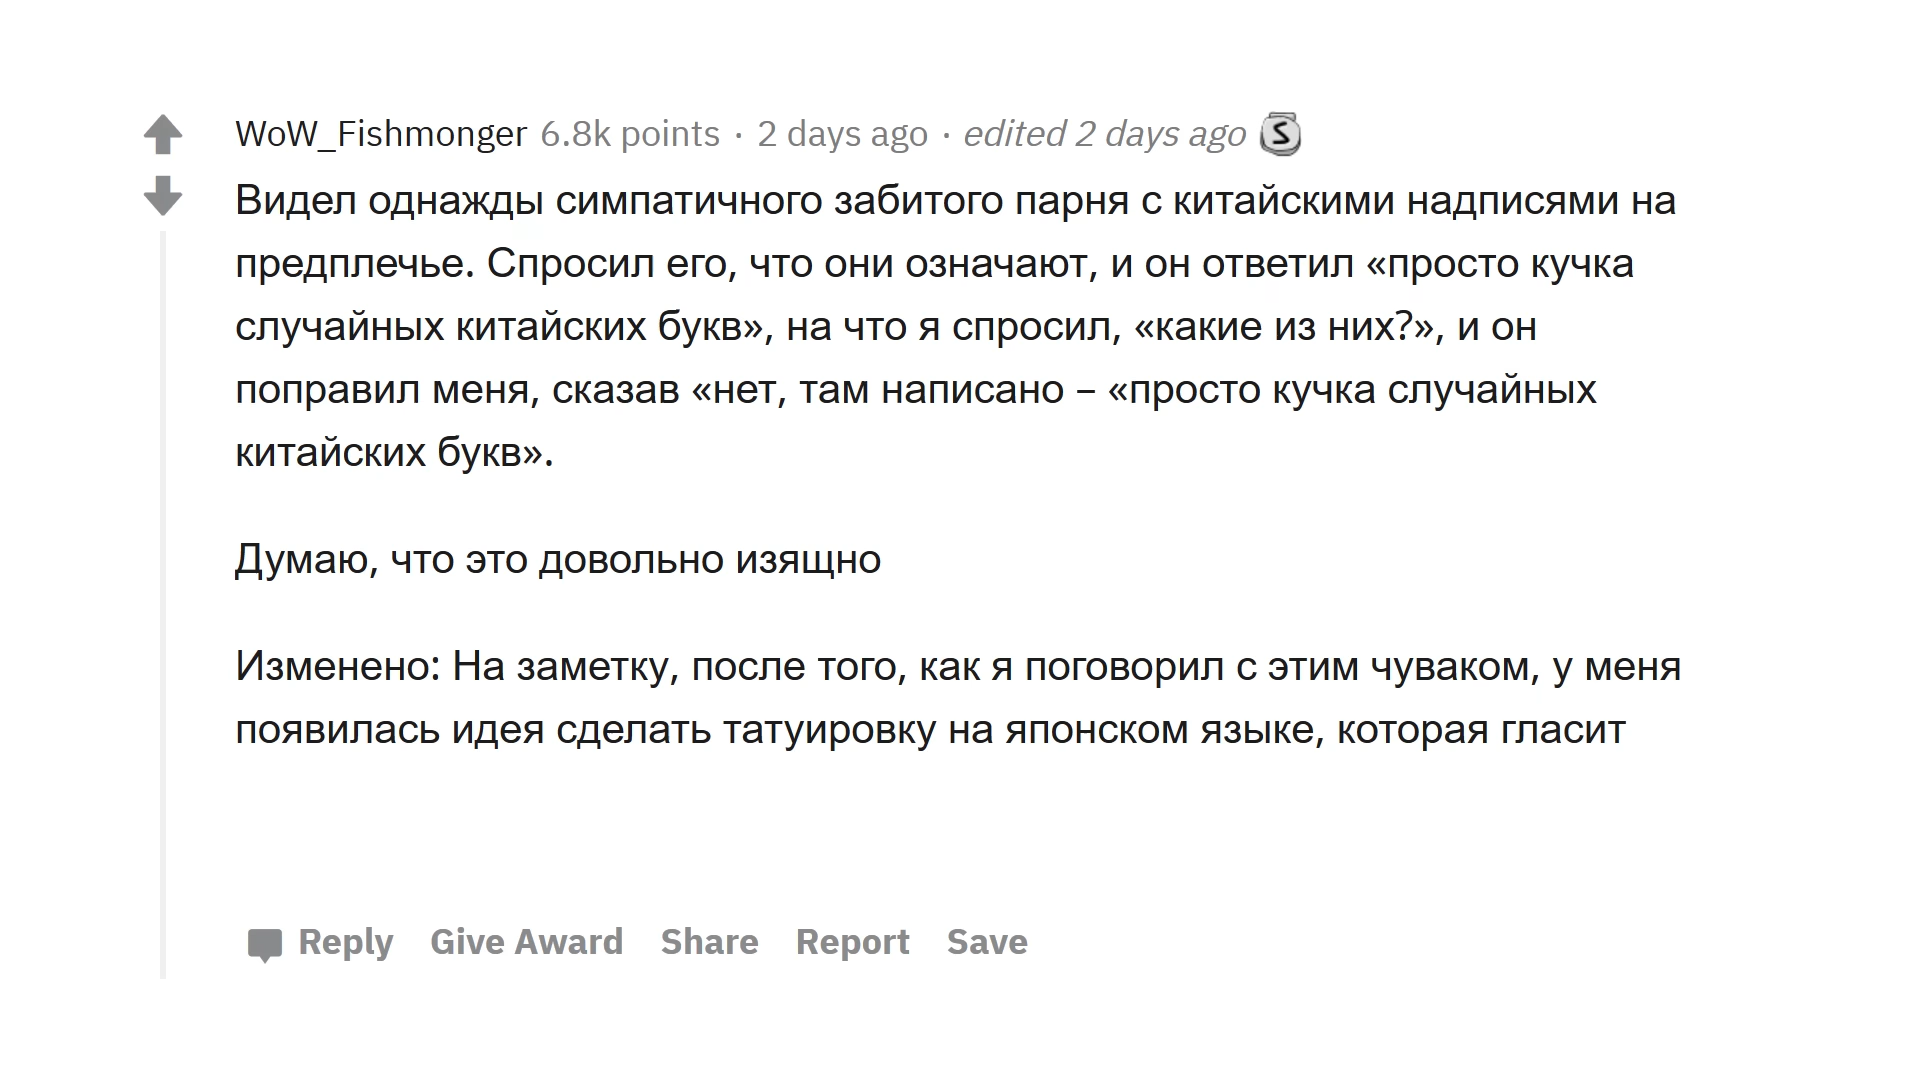 WoW_Fishmonger 6.8k points · 2 days ago · edited 2 days ago S
Видел однажды симпатичного забитого парня с китайскими надписями на
предплечье. Спросил его, что они означают, и он ответил «просто кучка
случайных китайских букв», на что я спросил, «какие из них?», и он
поправил меня, сказав «нет, там написано – «просто кучка случайных
китайских букв».
Думаю, что это довольно изящно
Изменено: На заметку, после того, как я поговорил с этим чуваком, у меня
появилась идея сделать татуировку на японском языке, которая гласит
Reply Give Award Share Report Save